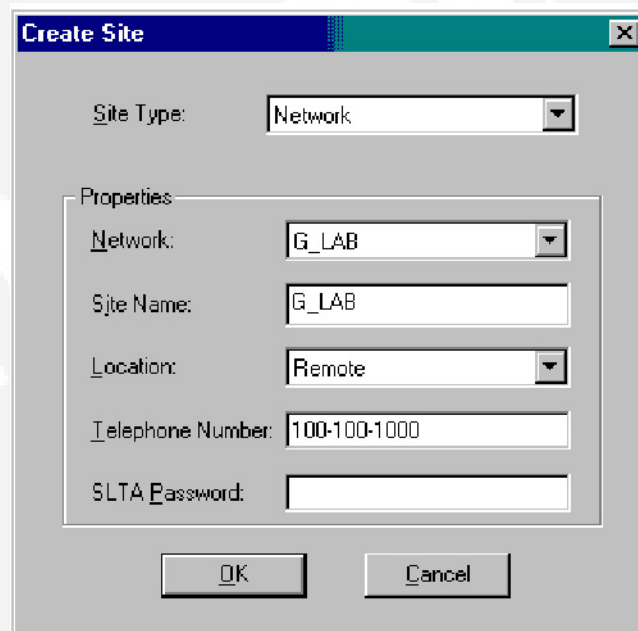 Create Site
Site Type: Network
Properties
Network: G_LAB
Site Name: G_LAB
Location: Remote
Telephone Number: 100-100-1000
SLTA Password:
OK Cancel